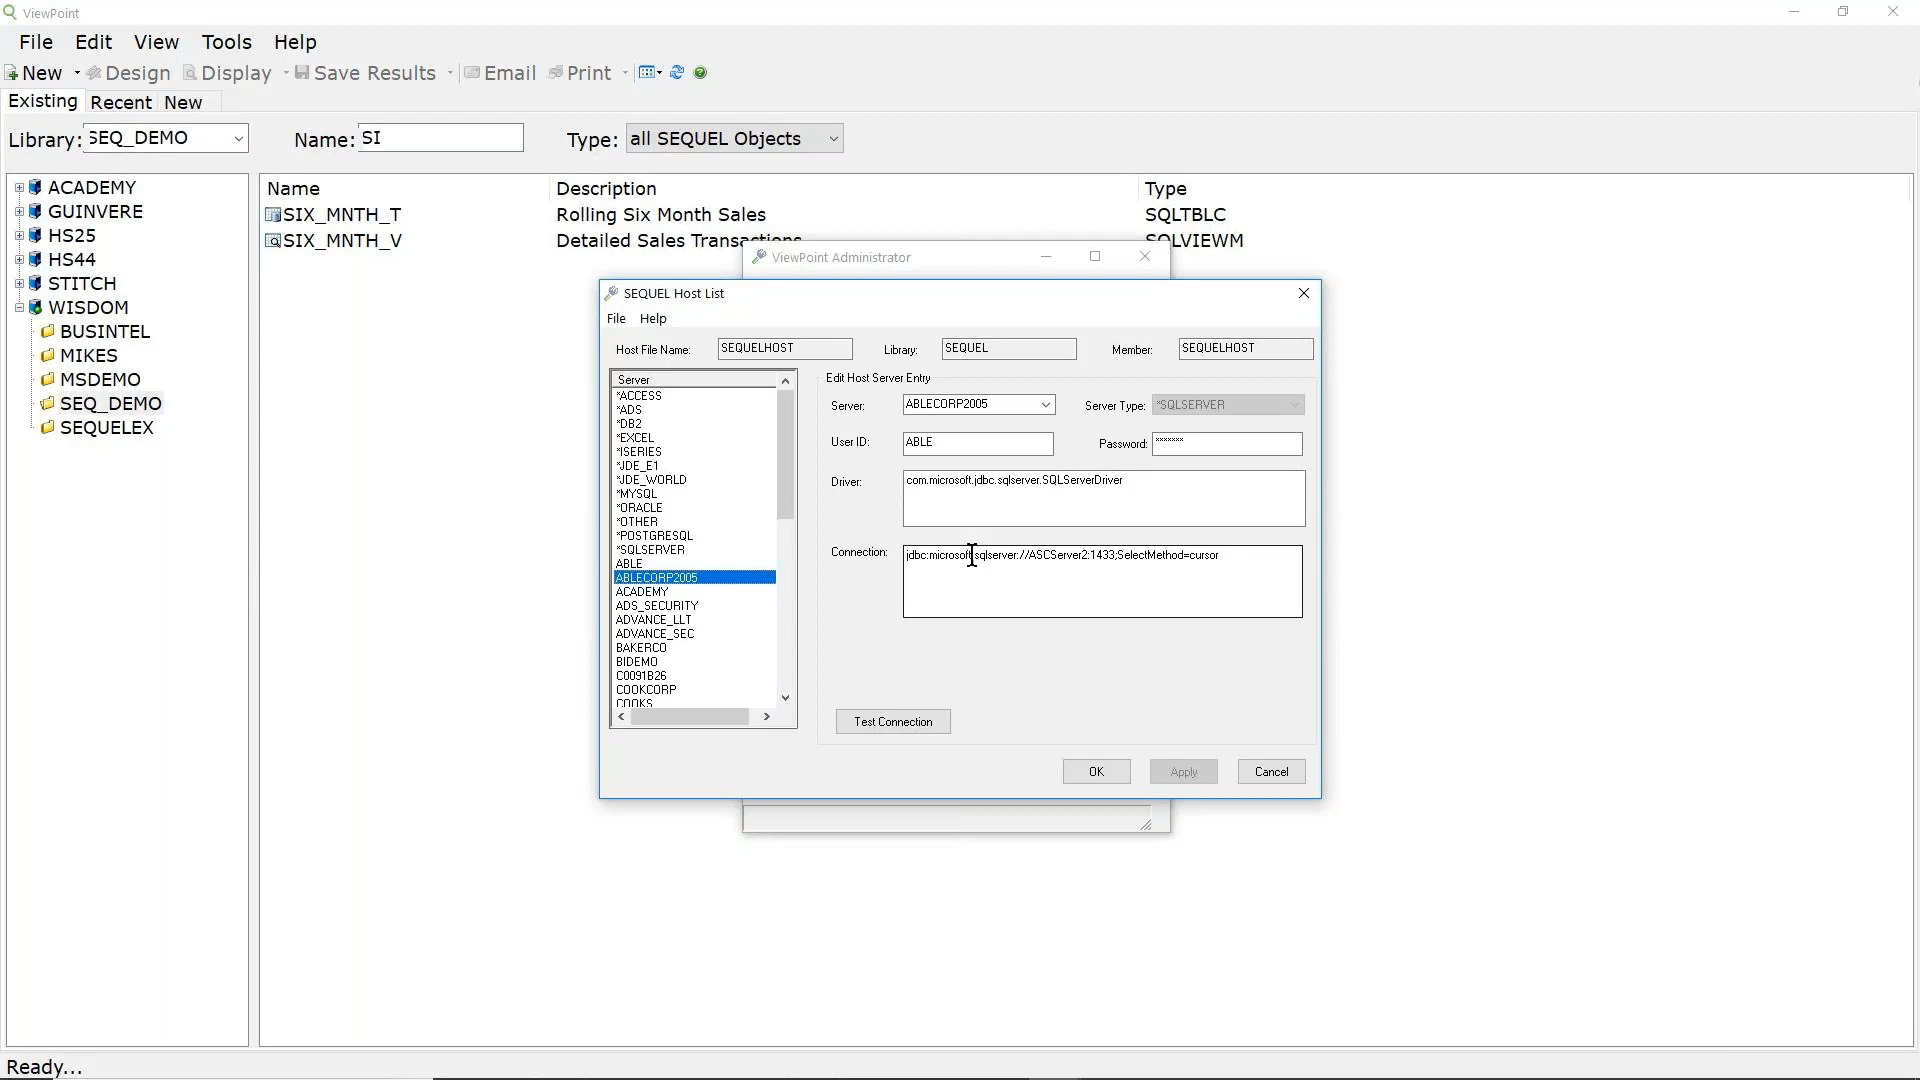 ViewPoint
File Edit View Tools Help
New Design Display Save Results Email Print
Existing Recent New
Library: SEQ_DEMO Name: SI Type: all SEQUEL Objects
ACADEMY
GUINVERE
HS25
HS44
STITCH
WISDOM
BUSINTEL
MIKES
MSDEMO
SEQ_DEMO
SEQUELEX
Name Description Type
SIX_MNTH_T Rolling Six Month Sales SQLTBLC
SIX_MNTH_V Detailed Sales Transactions SQLVIEWM
ViewPoint Administrator
SEQUEL Host List
File Help
Host File Name: SEQUELHOST Library: SEQUEL Member: SEQUELHOST
Server
*ACCESS
*ADS
*DB2
*EXCEL
*ISERIES
*JDE_E1
*JDE_WORLD
*MYSQL
*ORACLE
*OTHER
*POSTGRESQL
*SQLSERVER
ABLE
ABLECORP2005
ACADEMY
ADS_SECURITY
ADVANCE_LLT
ADVANCE_SEC
BAKERCO
BIDEMO
C0091B26
COOKCORP
COOKS
Edit Host Server Entry
Server: ABLECORP2005 Server Type: *SQLSERVER
User ID: ABLE Password: *******
Driver: com.microsoft.jdbc.sqlserver.SQLServerDriver
Connection: jdbc:microsoft:sqlserver://ASCServer2:1433;SelectMethod=cursor
Test Connection
OK Apply Cancel
Ready...